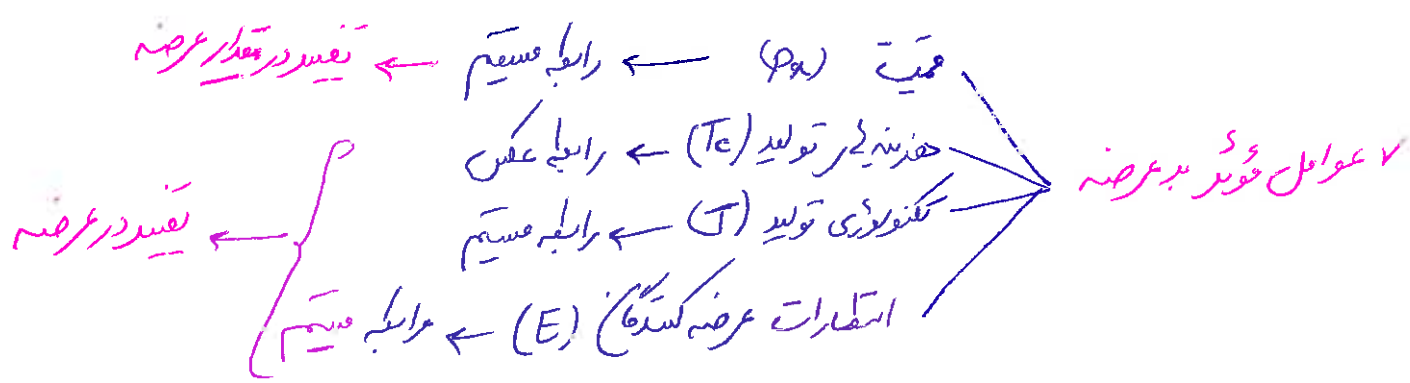 قیمت (Px) ← رابطه مستقیم ← تغییر در مقدار عرضه
✓ عوامل مؤثر بر عرضه
هزینه‌های تولید (Tc) ← رابطه عکس
تکنولوژی تولید (T) ← رابطه مستقیم
← تغییر در عرضه
انتظارات عرضه کنندگان (E) ← رابطه مستقیم